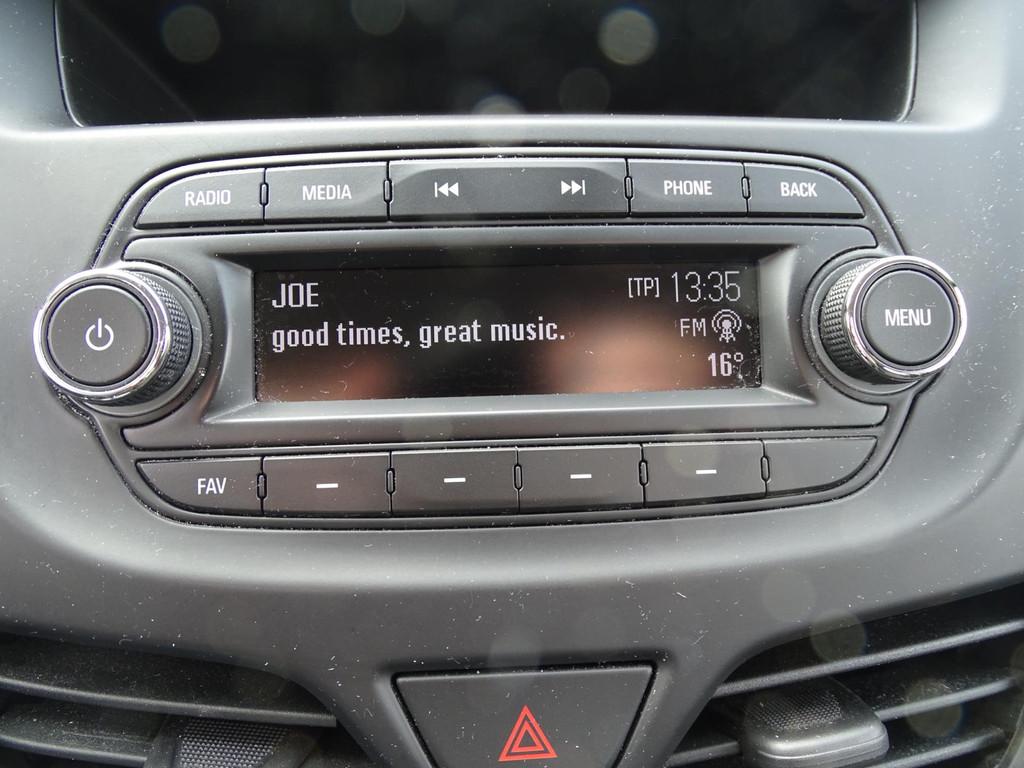 RADIO MEDIA PHONE BACK
JOE [TP] 13:35
good times, great music. FM
16°
MENU
FAV